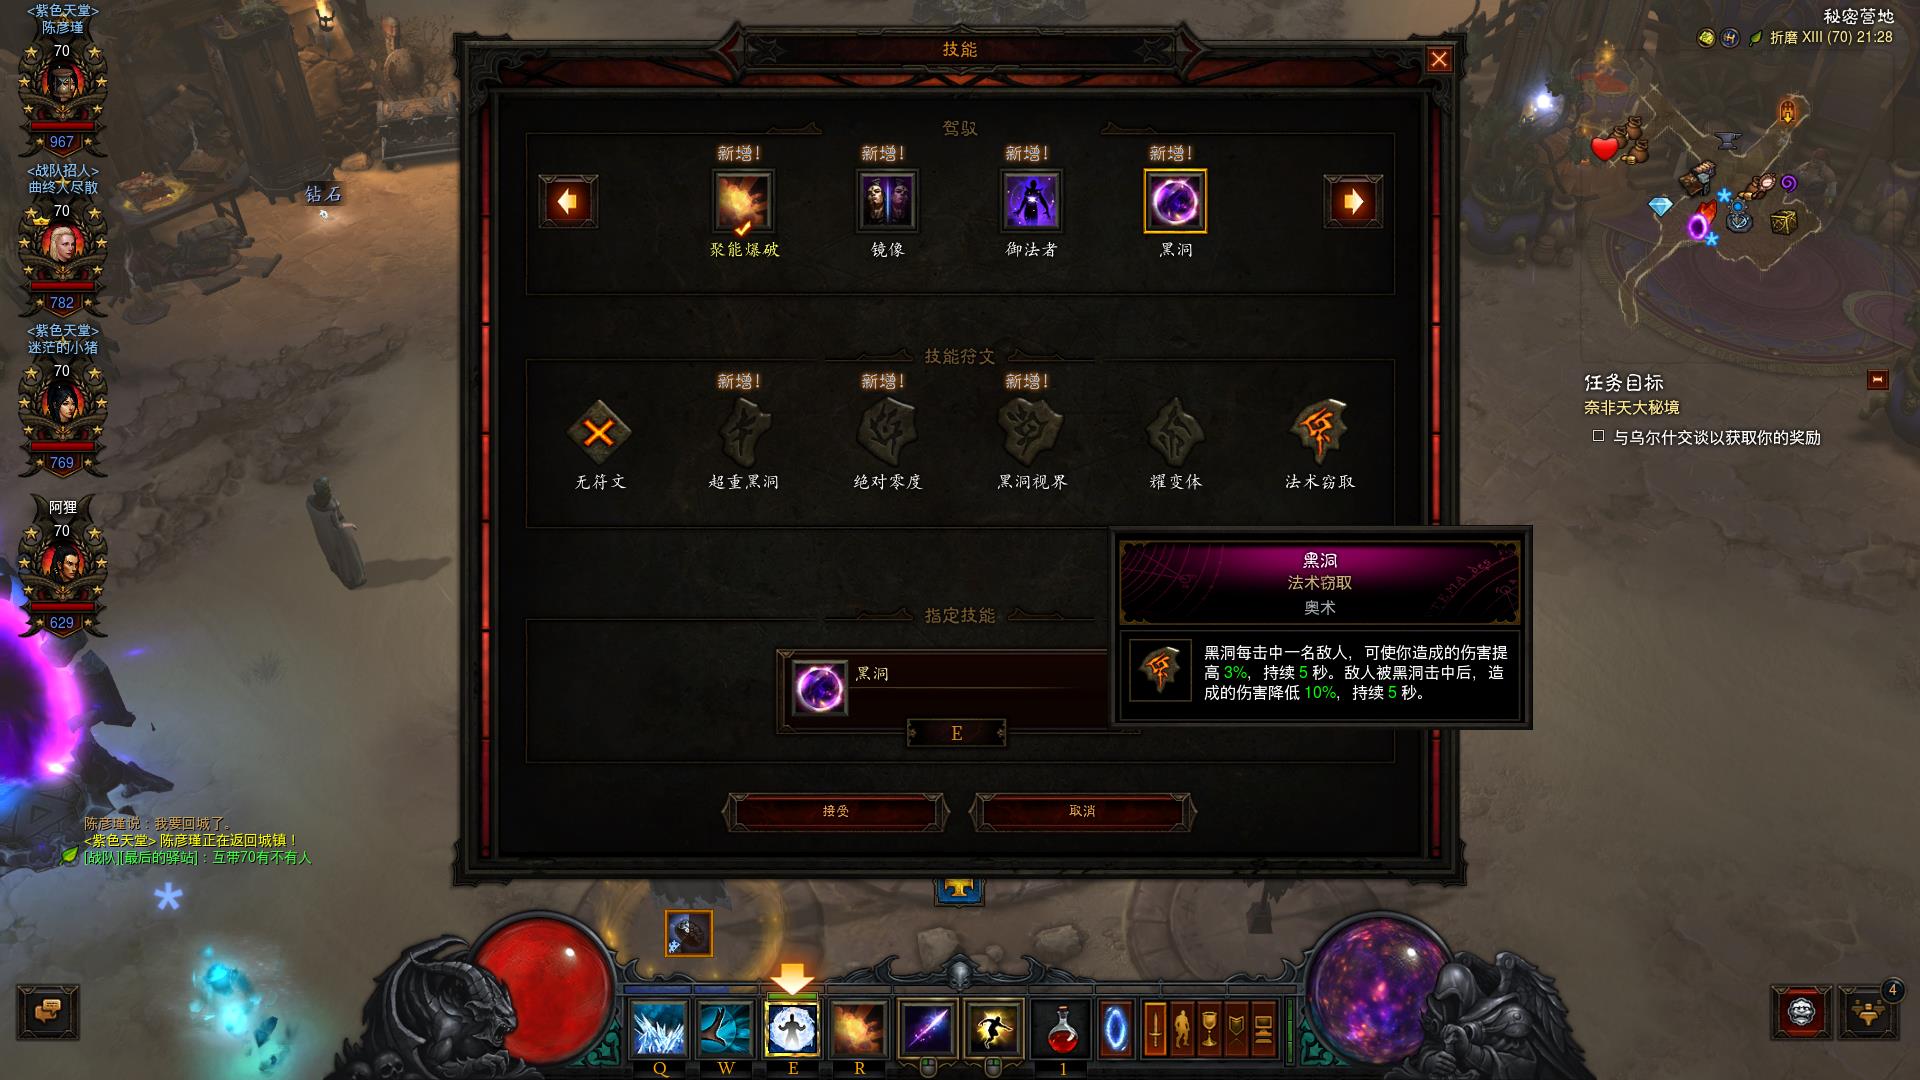 <紫色天堂>
陈彦瑾
70
967
<战队招人>
曲终人尽散
70
782
<紫色天堂>
迷茫的小猪
70
769
阿狸
70
629
钻石
技能
驾驭
新增！
新增！
新增！
新增！
聚能爆破
镜像
御法者
黑洞
技能符文
新增！
新增！
新增！
无符文
超重黑洞
绝对零度
黑洞视界
耀变体
法术窃取
指定技能
黑洞
E
接受
取消
黑洞
法术窃取
奥术
黑洞每击中一名敌人，可使你造成的伤害提
高 3%，持续 5 秒。敌人被黑洞击中后，造
成的伤害降低 10%，持续 5 秒。
秘密营地
折磨 XIII (70) 21:28
任务目标
奈非天大秘境
与乌尔什交谈以获取你的奖励
陈彦瑾说：我要回城了。
<紫色天堂> 陈彦瑾正在返回城镇！
[战队][最后的驿站]：互带70有不有人
Q
W
E
R
1
4